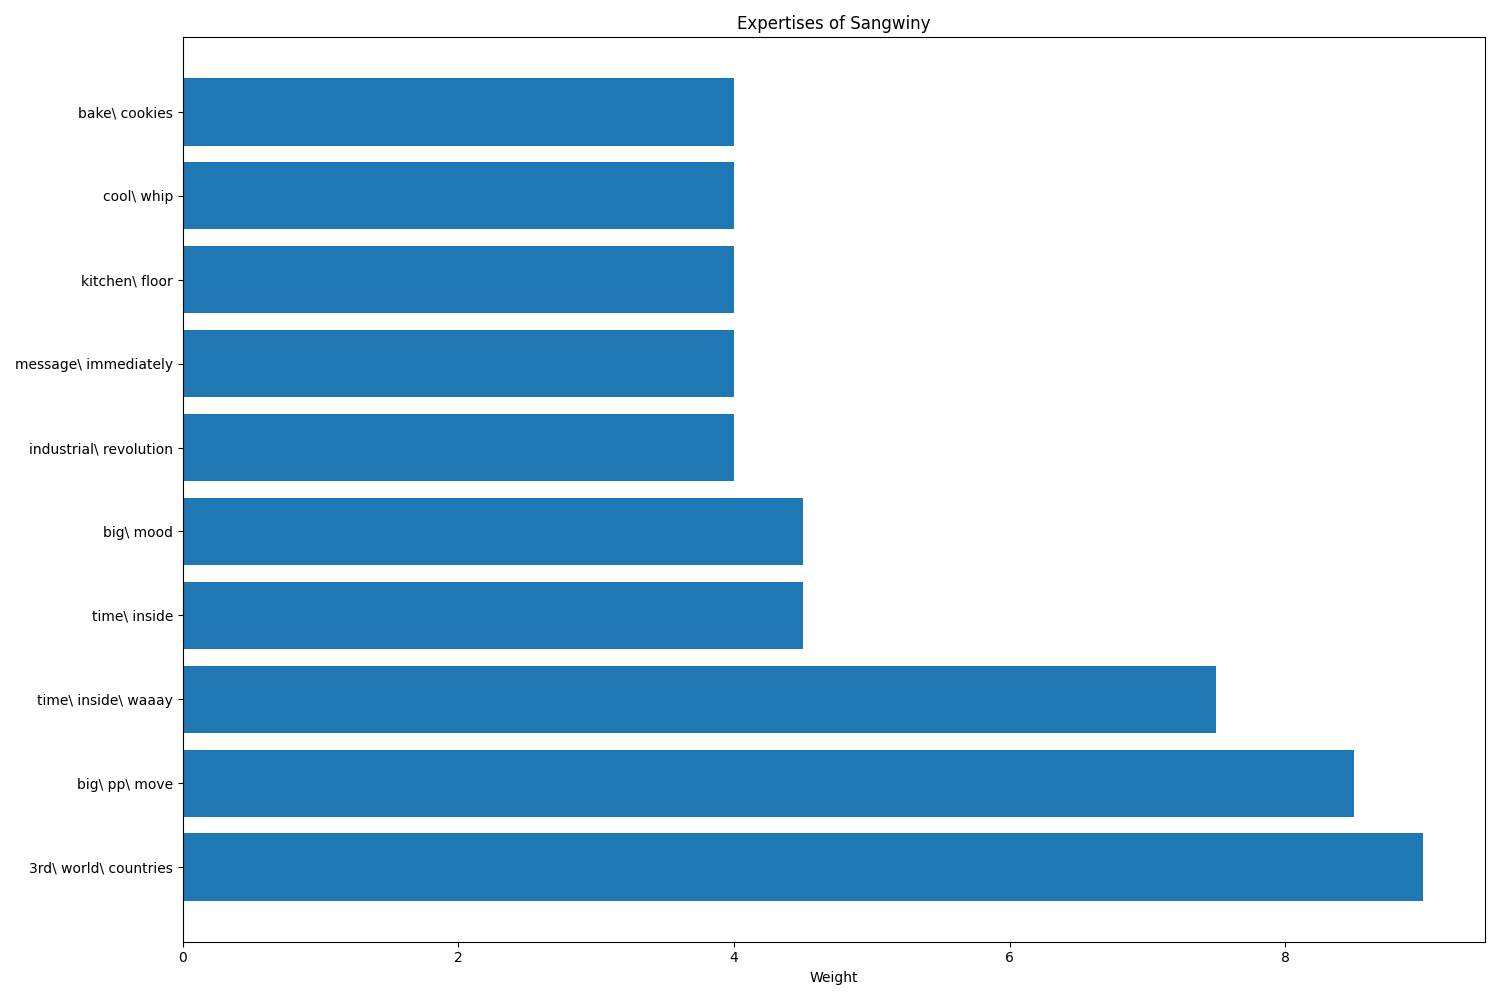 Expertises of Sangwiny
bake\ cookies
cool\ whip
kitchen\ floor
message\ immediately
industrial\ revolution
big\ mood
time\ inside
time\ inside\ waaay
big\ pp\ move
3rd\ world\ countries
0 2 4 6 8
Weight